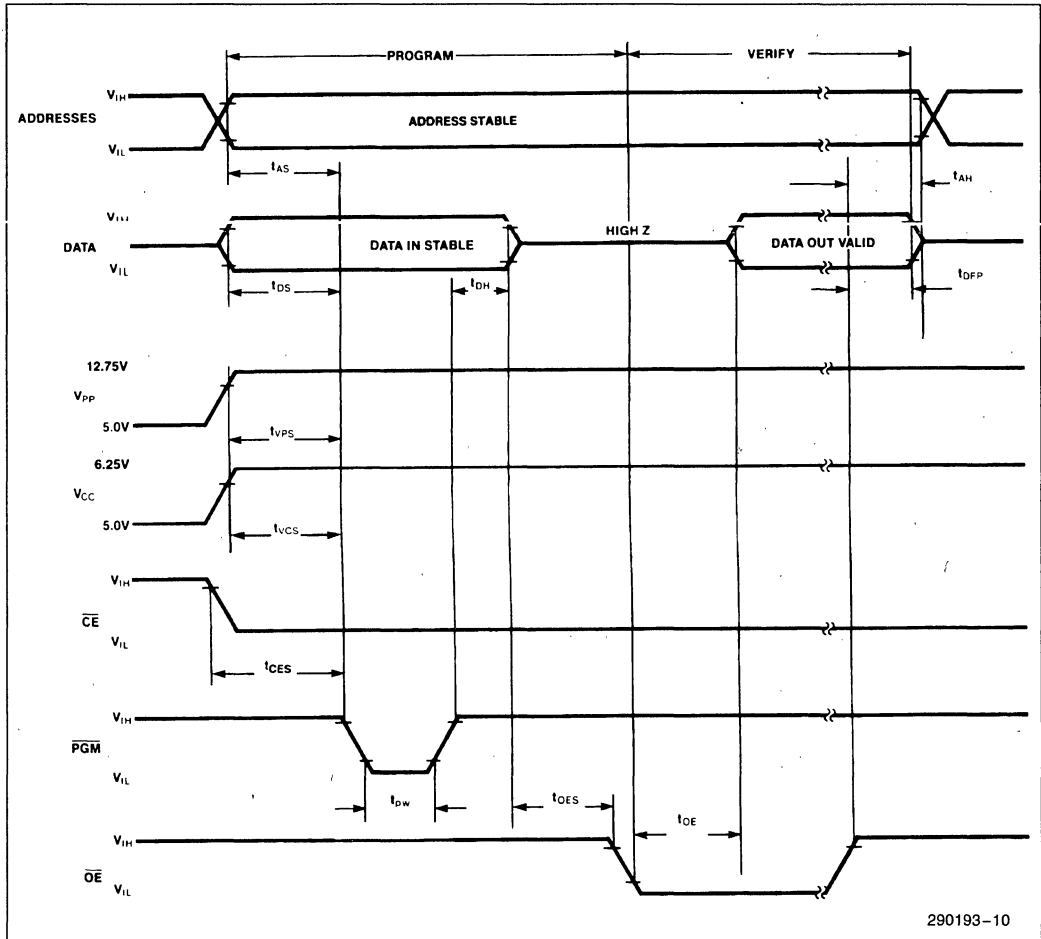 PROGRAM
VERIFY
VIH
ADDRESSES
ADDRESS STABLE
VIL
tAS
tAH
VIH
DATA
DATA IN STABLE
HIGH Z
DATA OUT VALID
VIL
tDS
tDH
tDFP
12.75V
VPP
5.0V
tVPS
6.25V
VCC
5.0V
tVCS
VIH
CE
VIL
tCES
VIH
PGM
VIL
tPW
tOES
tOE
VIH
OE
VIL
290193-10